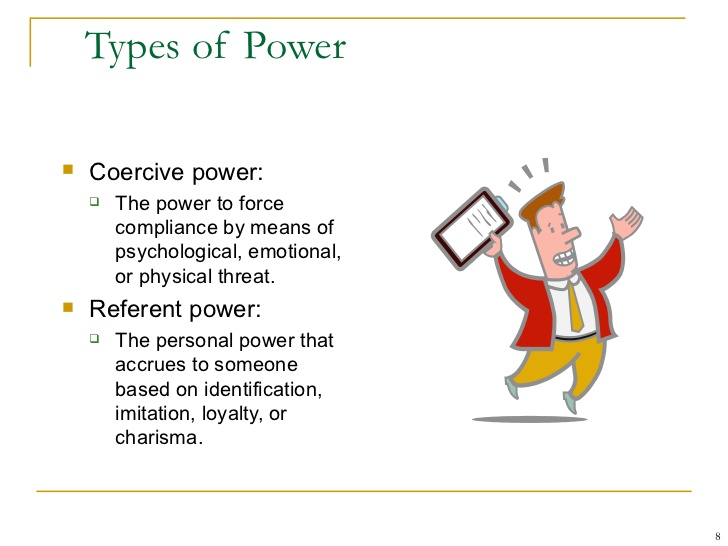 Types of Power
Coercive power:
The power to force
compliance by means of
psychological, emotional,
or physical threat.
Referent power:
The personal power that
accrues to someone
based on identification,
imitation, loyalty, or
charisma.
8